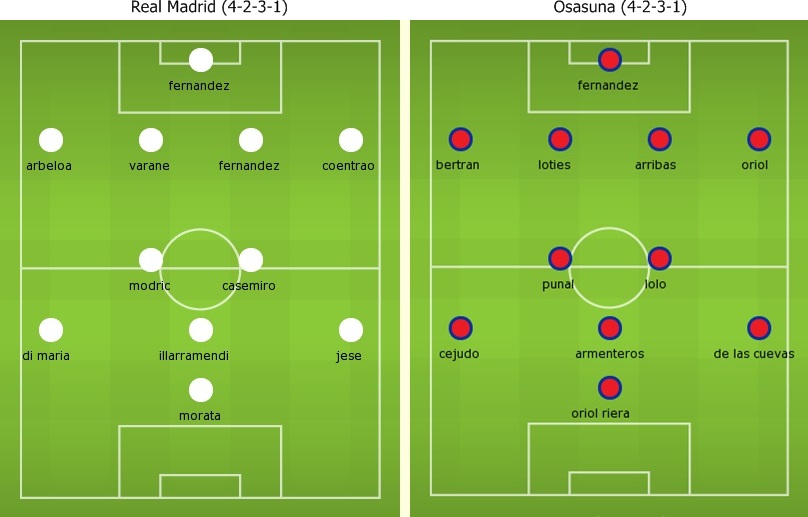 Real Madrid (4-2-3-1)
fernandez
arbeloa varane fernandez coentrao
modric casemiro
di maria illarramendi jese
morata
Osasuna (4-2-3-1)
fernandez
bertran loties arribas oriol
punal lolo
cejudo armenteros de las cuevas
oriol riera